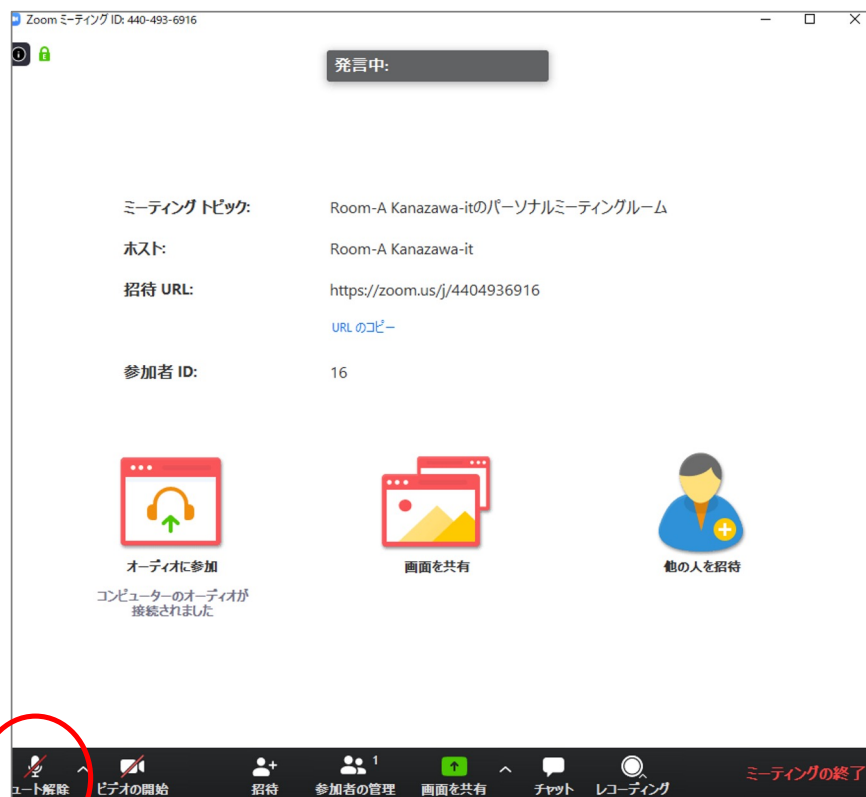 Zoom ミーティング ID: 440-493-6916
発言中:
ミーティング トピック: Room-A Kanazawa-itのパーソナルミーティングルーム
ホスト: Room-A Kanazawa-it
招待 URL: https://zoom.us/j/4404936916
URL のコピー
参加者 ID: 16
オーディオに参加 画面を共有 他の人を招待
コンピューターのオーディオが
接続されました
ュート解除 ビデオの開始 招待 参加者の管理 1 画面を共有 チャット レコーディング ミーティングの終了